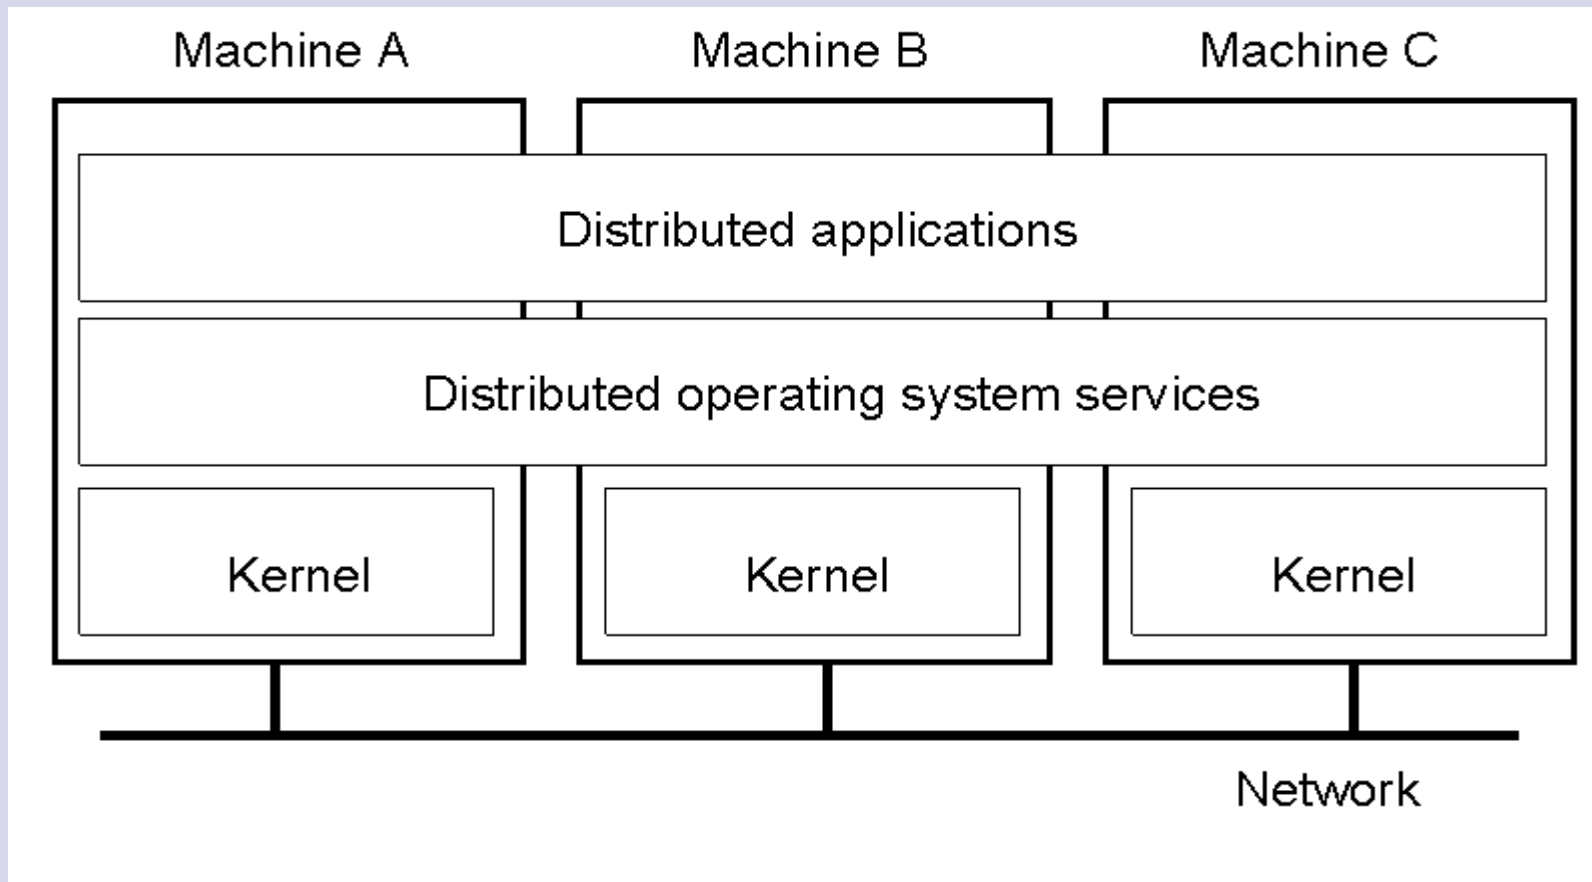 Machine A
Machine B
Machine C
Distributed applications
Distributed operating system services
Kernel
Kernel
Kernel
Network